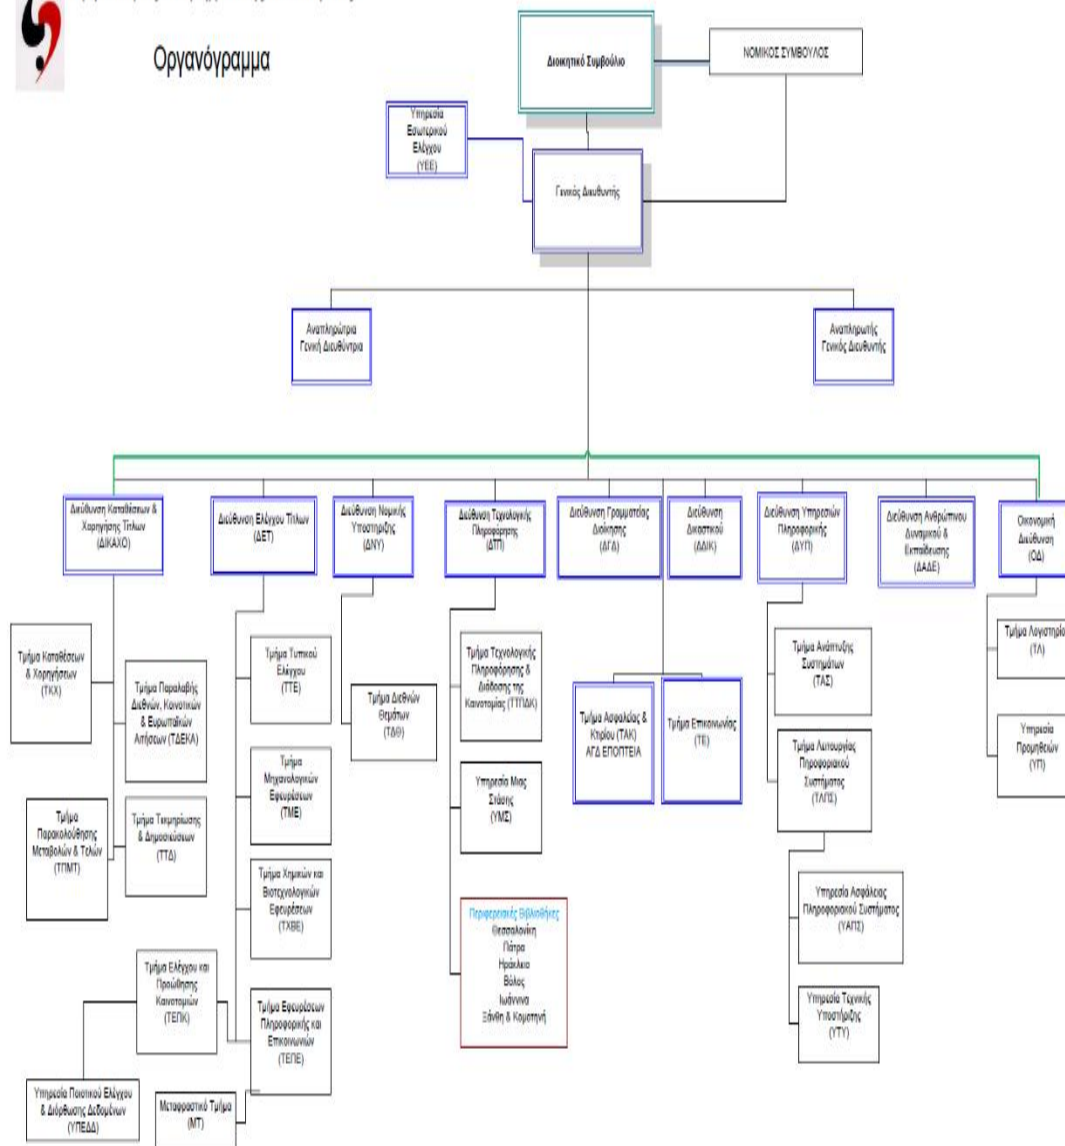 Οργανόγραμμα
Διοικητικό Συμβούλιο
ΝΟΜΙΚΟΣ ΣΥΜΒΟΥΛΟΣ
Υπηρεσία
Εσωτερικού
Ελέγχου
(ΥΕΕ)
Γενικός Διευθυντής
Αναπληρώτρια
Γενική Διευθύντρια
Αναπληρωτής
Γενικός Διευθυντής
Διεύθυνση Καταθέσεων &
Χορήγησης Τίτλων
(ΔΙΚΑΧΟ)
Διεύθυνση Ελέγχου Τίτλων
(ΔΕΤ)
Διεύθυνση Νομικής
Υποστήριξης
(ΔΝΥ)
Διεύθυνση Τεχνολογικής
Πληροφόρησης
(ΔΤΠ)
Διεύθυνση Γραμματείας
Διοίκησης
(ΔΓΔ)
Διεύθυνση
Δικαστικού
(ΔΔΙΚ)
Διεύθυνση Υπηρεσιών
Πληροφορικής
(ΔΥΠ)
Διεύθυνση Ανθρώπινου
Δυναμικού &
Εκπαίδευσης
(ΔΑΔΕ)
Οικονομική
Διεύθυνση
(ΟΔ)
Τμήμα Καταθέσεων
& Χορηγήσεων
(ΤΚΧ)
Τμήμα Παραλαβής
Διεθνών, Κοινοτικών
& Ευρωπαϊκών
Αιτήσεων (ΤΔΕΚΑ)
Τμήμα
Παρακολούθησης
Μεταβολών & Τελών
(ΤΠΜΤ)
Τμήμα Τεκμηρίωσης
& Δημοσιεύσεων
(ΤΤΔ)
Τμήμα Τυπικού
Ελέγχου
(ΤΤΕ)
Τμήμα
Μηχανολογικών
Εφευρέσεων
(ΤΜΕ)
Τμήμα Χημικών και
Βιοτεχνολογικών
Εφευρέσεων
(ΤΧΒΕ)
Τμήμα Ελέγχου και
Προώθησης
Καινοτομιών
(ΤΕΠΚ)
Τμήμα Εφευρέσεων
Πληροφορικής και
Επικοινωνιών
(ΤΕΠΕ)
Υπηρεσία Ποιοτικού Ελέγχου
& Διόρθωσης Δεδομένων
(ΥΠΕΔΔ)
Μεταφραστικό Τμήμα
(ΜΤ)
Τμήμα Διεθνών
Θεμάτων
(ΤΔΘ)
Τμήμα Τεχνολογικής
Πληροφόρησης &
Διάδοσης της
Καινοτομίας (ΤΤΠΔΚ)
Υπηρεσία Μιας
Στάσης
(ΥΜΣ)
Περιφερειακές Βιβλιοθήκες
Θεσσαλονίκη
Πάτρα
Ηράκλειο
Βόλος
Ιωάννινα
Ξάνθη & Κομοτηνή
Τμήμα Ασφαλείας &
Κτιρίου (ΤΑΚ)
ΑΓΔ ΕΠΟΠΤΕΙΑ
Τμήμα Επικοινωνίας
(ΤΕ)
Τμήμα Ανάπτυξης
Συστημάτων
(ΤΑΣ)
Τμήμα Λειτουργίας
Πηροφοριακού
Συστήματος
(ΤΛΠΣ)
Υπηρεσία Ασφάλειας
Πληροφοριακού Συστήματος
(ΥΑΠΣ)
Υπηρεσία Τεχνικής
Υποστήριξης
(ΥΤΥ)
Τμήμα Λογιστηρίο
(ΤΛ)
Υπηρεσία
Προμηθειών
(ΥΠ)